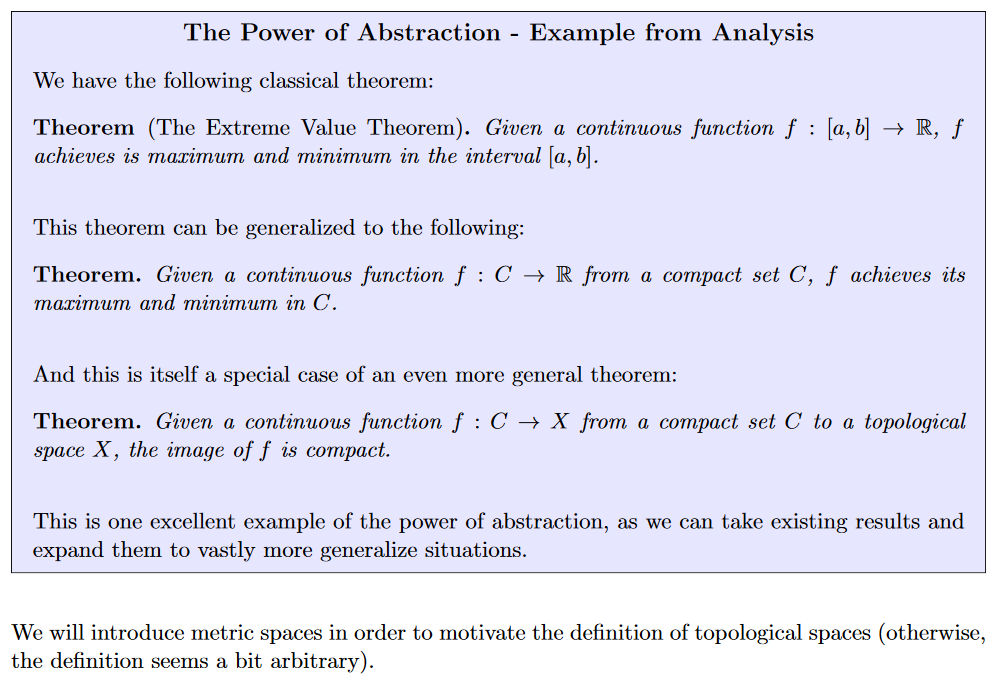 The Power of Abstraction - Example from Analysis
We have the following classical theorem:
Theorem (The Extreme Value Theorem). Given a continuous function f : [a, b] → ℝ, f
achieves is maximum and minimum in the interval [a, b].
This theorem can be generalized to the following:
Theorem. Given a continuous function f : C → ℝ from a compact set C, f achieves its
maximum and minimum in C.
And this is itself a special case of an even more general theorem:
Theorem. Given a continuous function f : C → X from a compact set C to a topological
space X, the image of f is compact.
This is one excellent example of the power of abstraction, as we can take existing results and
expand them to vastly more generalize situations.
We will introduce metric spaces in order to motivate the definition of topological spaces (otherwise,
the definition seems a bit arbitrary).